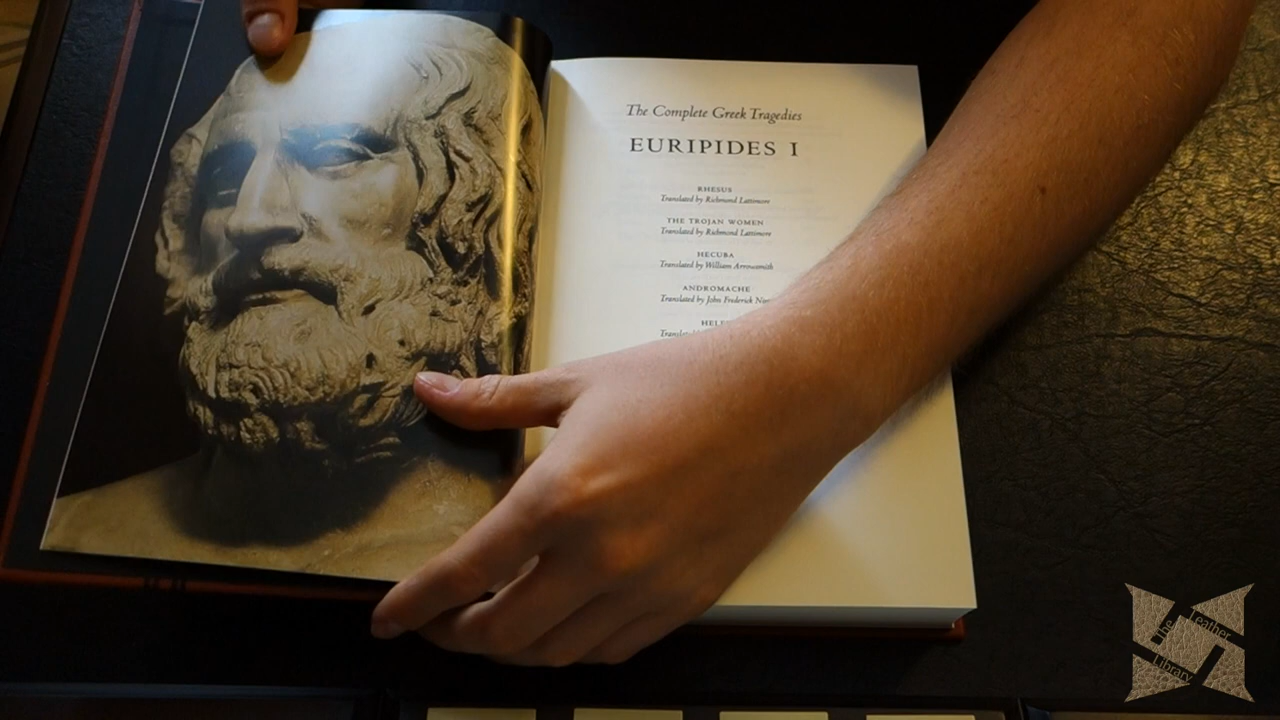 The Complete Greek Tragedies
EURIPIDES I
RHESUS
Translated by Richmond Lattimore
THE TROJAN WOMEN
Translated by Richmond Lattimore
HECUBA
Translated by William Arrowsmith
ANDROMACHE
Translated by John Frederick
The Leather
Library